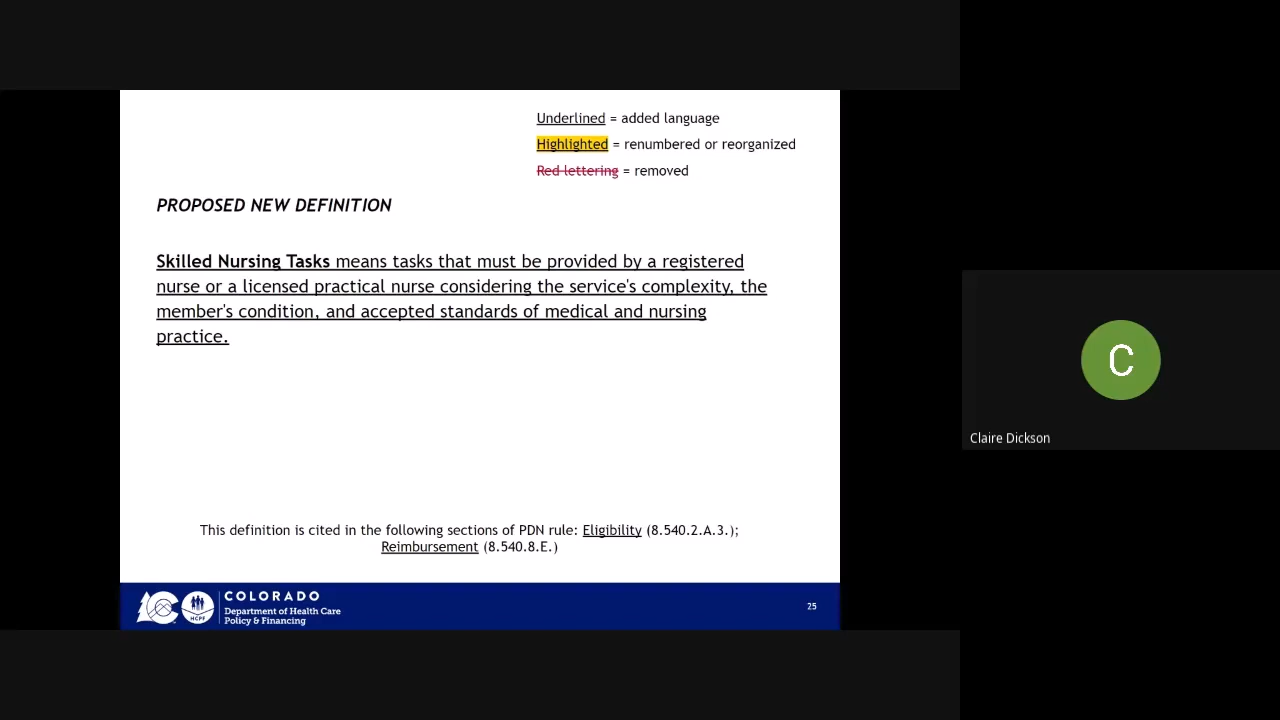 Underlined = added language
Highlighted = renumbered or reorganized
Red lettering = removed
PROPOSED NEW DEFINITION
Skilled Nursing Tasks means tasks that must be provided by a registered
nurse or a licensed practical nurse considering the service's complexity, the
member's condition, and accepted standards of medical and nursing
practice.
This definition is cited in the following sections of PDN rule: Eligibility (8.540.2.A.3.);
Reimbursement (8.540.8.E.)
HCPF
COLORADO
Department of Health Care
Policy & Financing
25
C
Claire Dickson